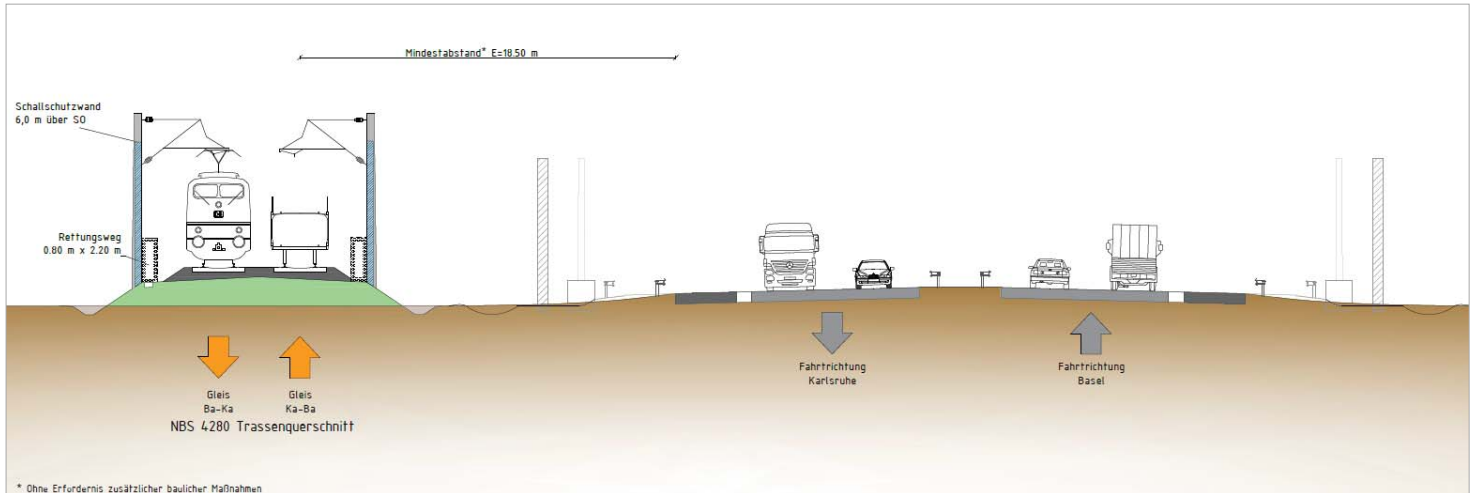 Mindestabstand* E=18.50 m
Schallschutzwand
6,0 m über SO
Rettungsweg
0.80 m x 2.20 m
Gleis
Ba-Ka
Gleis
Ka-Ba
NBS 4280 Trassenquerschnitt
Fahrtrichtung
Karlsruhe
Fahrtrichtung
Basel
* Ohne Erfordernis zusätzlicher baulicher Maßnahmen